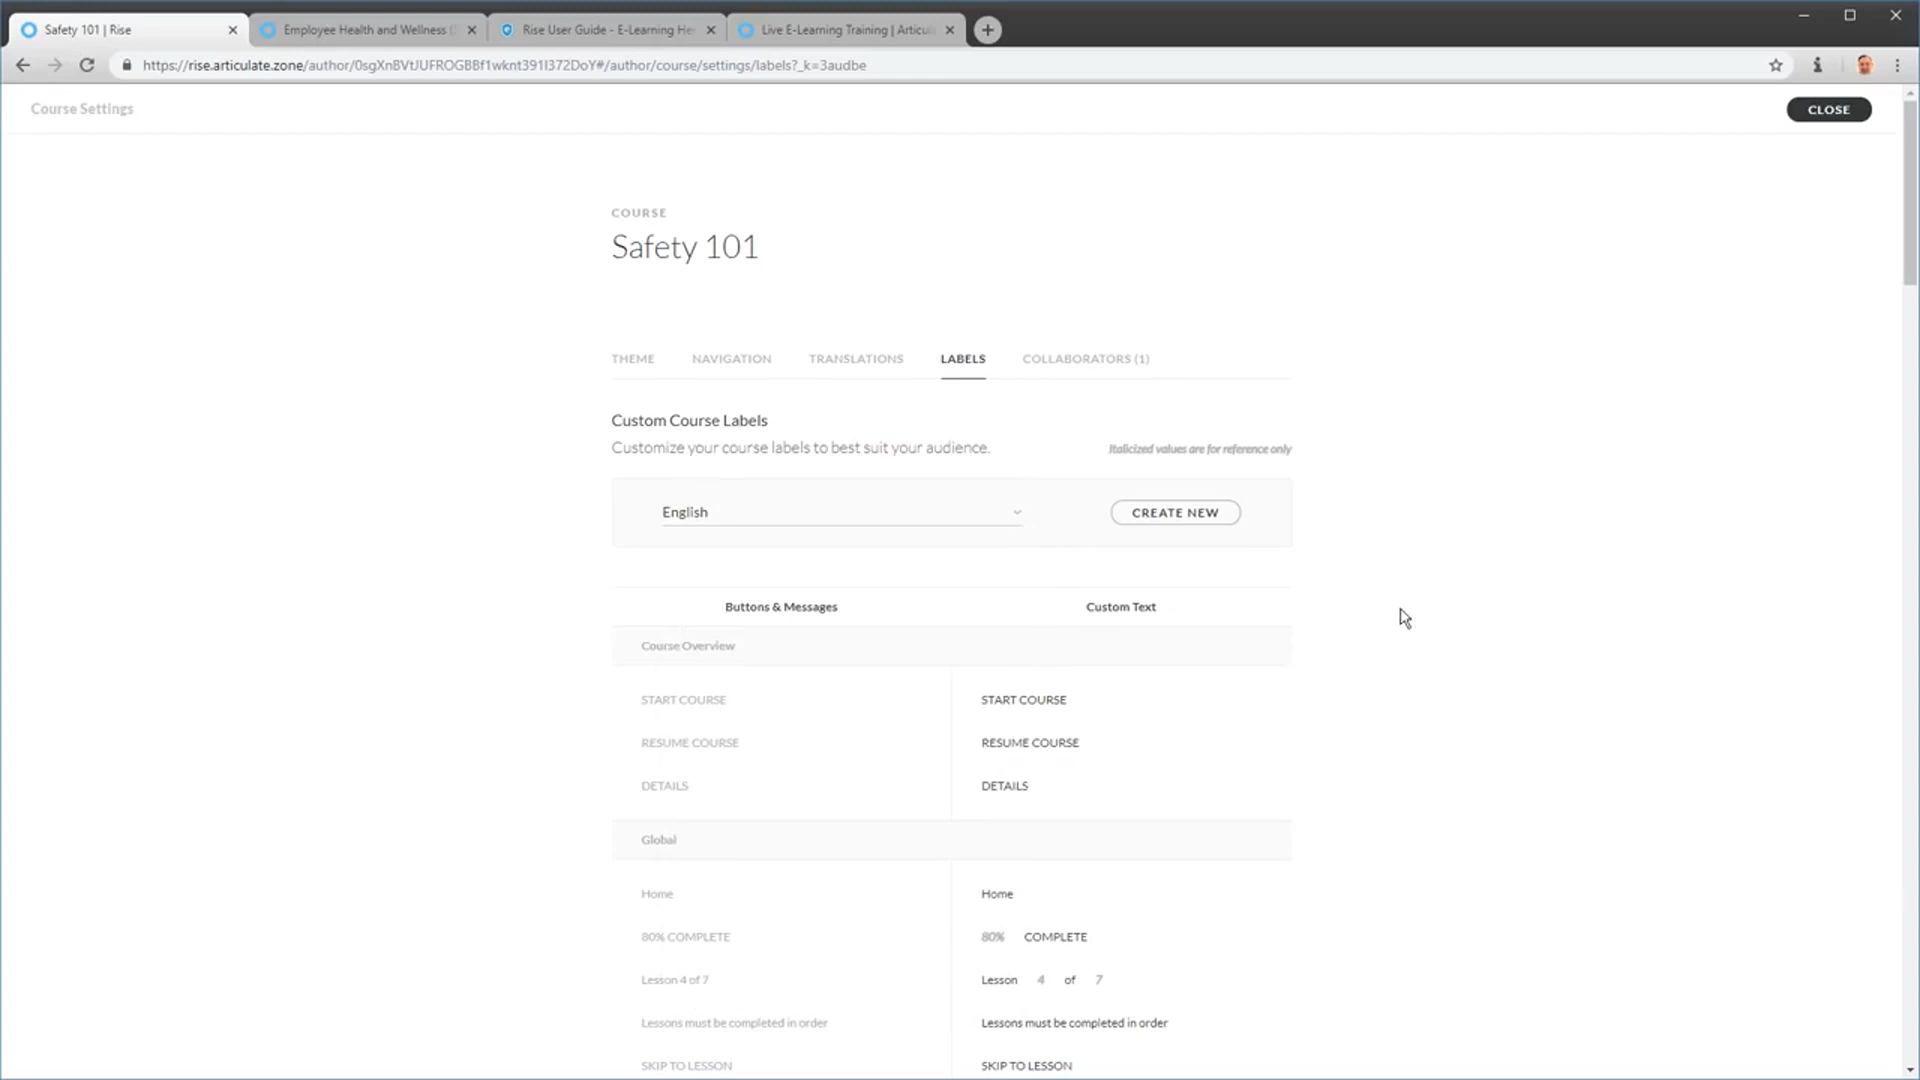 Safety 101 | Rise
Employee Health and Wellness
Rise User Guide - E-Learning He
Live E-Learning Training | Articul
https://rise.articulate.zone/author/0sgXnBVtJUFROGBBf1wknt391I372DoY#/author/course/settings/labels?_k=3audbe
Course Settings
CLOSE
COURSE
Safety 101
THEME NAVIGATION TRANSLATIONS LABELS COLLABORATORS (1)
Custom Course Labels
Customize your course labels to best suit your audience.
Italicized values are for reference only
English
CREATE NEW
Buttons & Messages Custom Text
Course Overview
START COURSE START COURSE
RESUME COURSE RESUME COURSE
DETAILS DETAILS
Global
Home Home
80% COMPLETE 80% COMPLETE
Lesson 4 of 7 Lesson 4 of 7
Lessons must be completed in order Lessons must be completed in order
SKIP TO LESSON SKIP TO LESSON